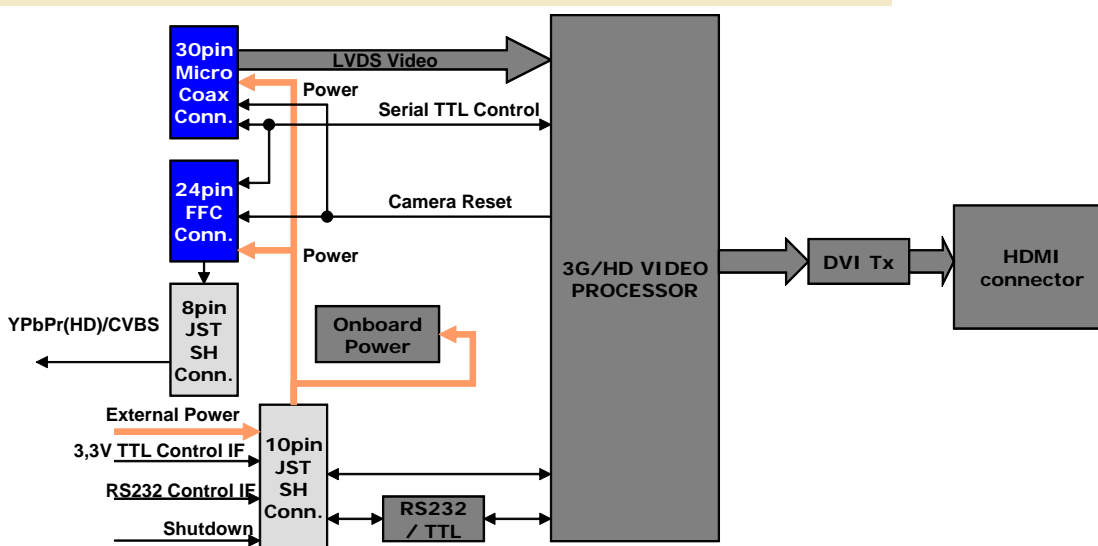 30pin
Micro
Coax
Conn.
LVDS Video
Power
Serial TTL Control
24pin
FFC
Conn.
Camera Reset
Power
3G/HD VIDEO
PROCESSOR
DVI Tx
HDMI
connector
YPbPr(HD)/CVBS
8pin
JST
SH
Conn.
Onboard
Power
External Power
3,3V TTL Control IF
RS232 Control IF
Shutdown
10pin
JST
SH
Conn.
RS232
/ TTL